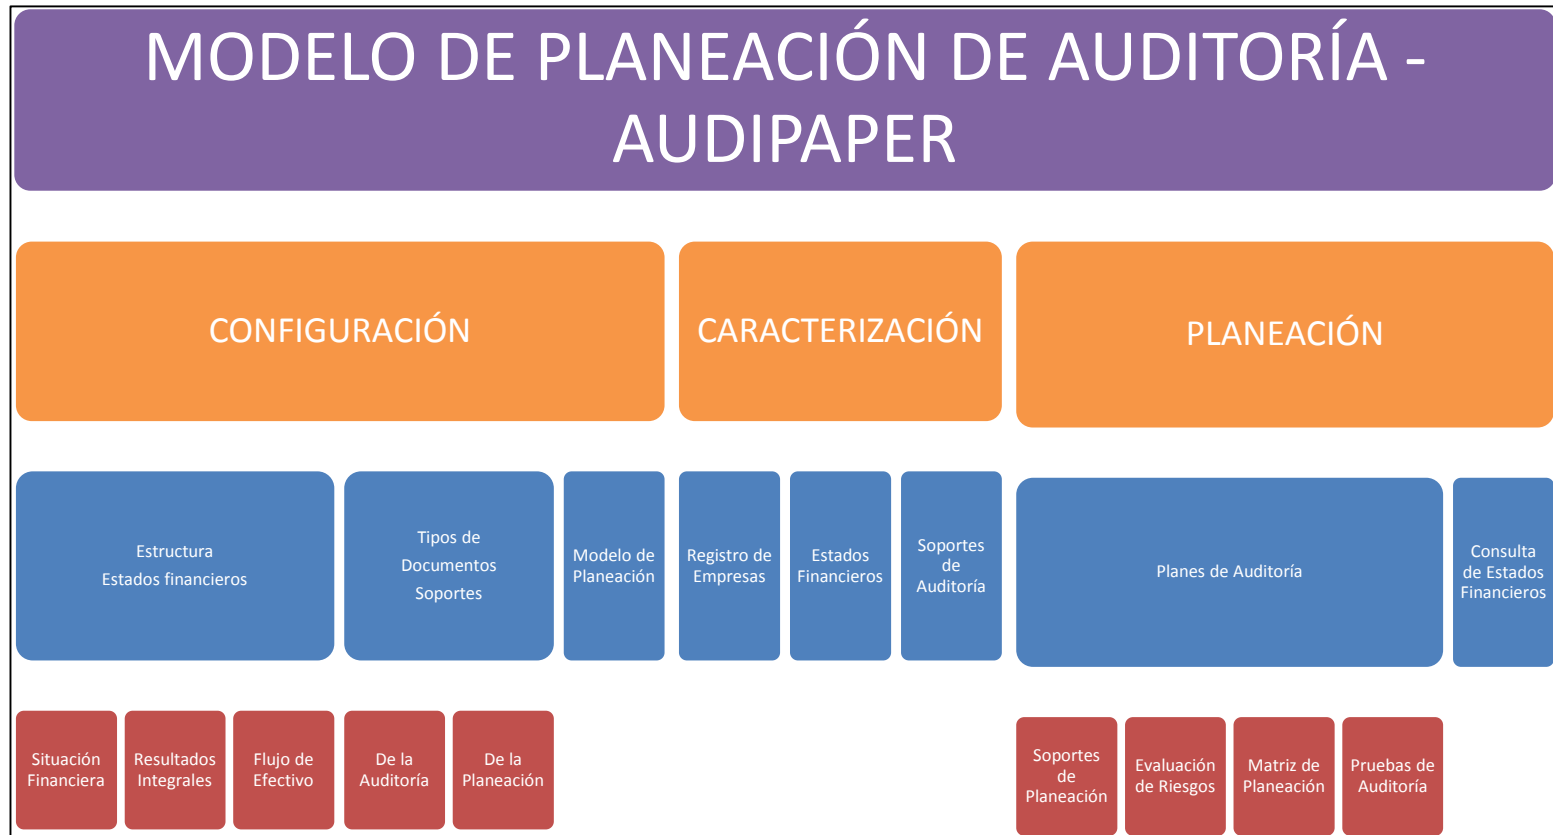 MODELO DE PLANEACIÓN DE AUDITORÍA -
AUDIPAPER
CONFIGURACIÓN
CARACTERIZACIÓN
PLANEACIÓN
Estructura
Estados financieros
Tipos de
Documentos
Soportes
Modelo de
Planeación
Registro de
Empresas
Estados
Financieros
Soportes
de
Auditoría
Planes de Auditoría
Consulta
de Estados
Financieros
Situación
Financiera
Resultados
Integrales
Flujo de
Efectivo
De la
Auditoría
De la
Planeación
Soportes
de
Planeación
Evaluación
de Riesgos
Matriz de
Planeación
Pruebas de
Auditoría